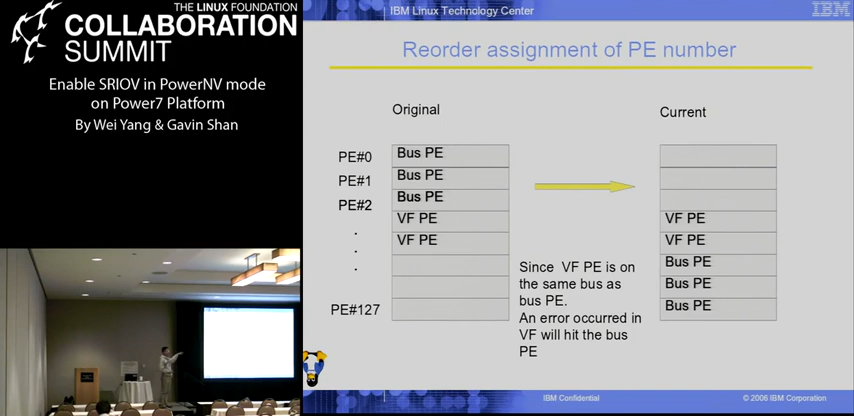 THE LINUX FOUNDATION
COLLABORATION
SUMMIT
Enable SRIOV in PowerNV mode
on Power7 Platform
By Wei Yang & Gavin Shan
IBM Linux Technology Center
IBM
Reorder assignment of PE number
Original
Current
PE#0
Bus PE
PE#1
Bus PE
PE#2
Bus PE
.
VF PE
VF PE
.
VF PE
VF PE
.
Bus PE
Bus PE
PE#127
Bus PE
Since VF PE is on
the same bus as
bus PE.
An error occurred in
VF will hit the bus
PE
IBM Confidential
© 2006 IBM Corporation